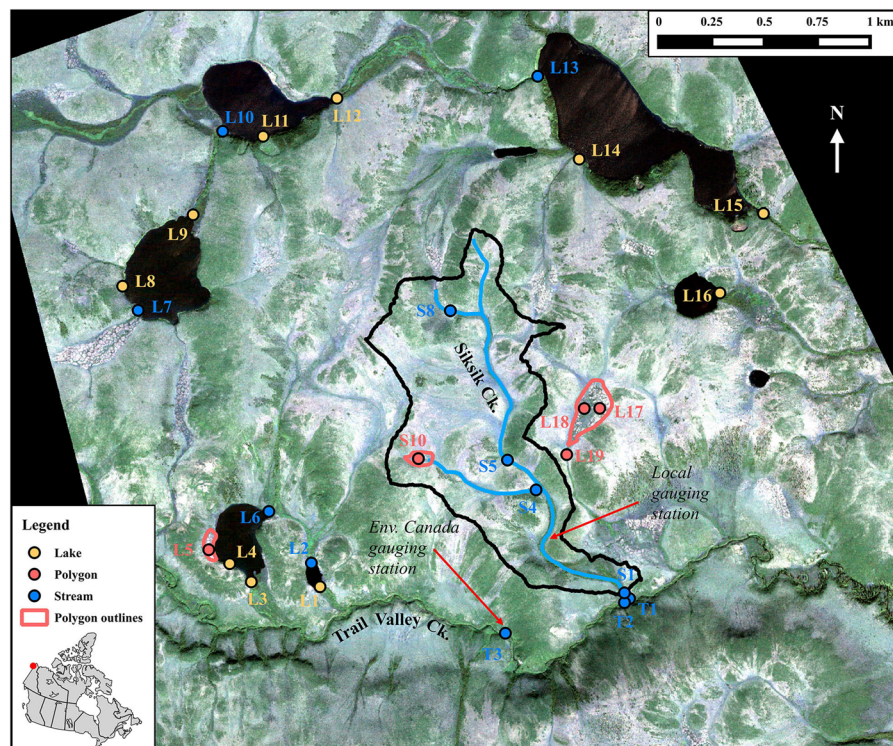 0 0.25 0.5 1 km
N
L13
L10
L11
L12
L14
L9
L15
L8
L7
L16
S8
Siksik Ck.
L18
L17
S10
L19
S5
Local
gauging
station
S4
L6
Env. Canada
gauging
station
L5
L4
L2
L3
L1
S1
T1
T2
Trail Valley Ck.
T3
Legend
Lake
Polygon
Stream
Polygon outlines